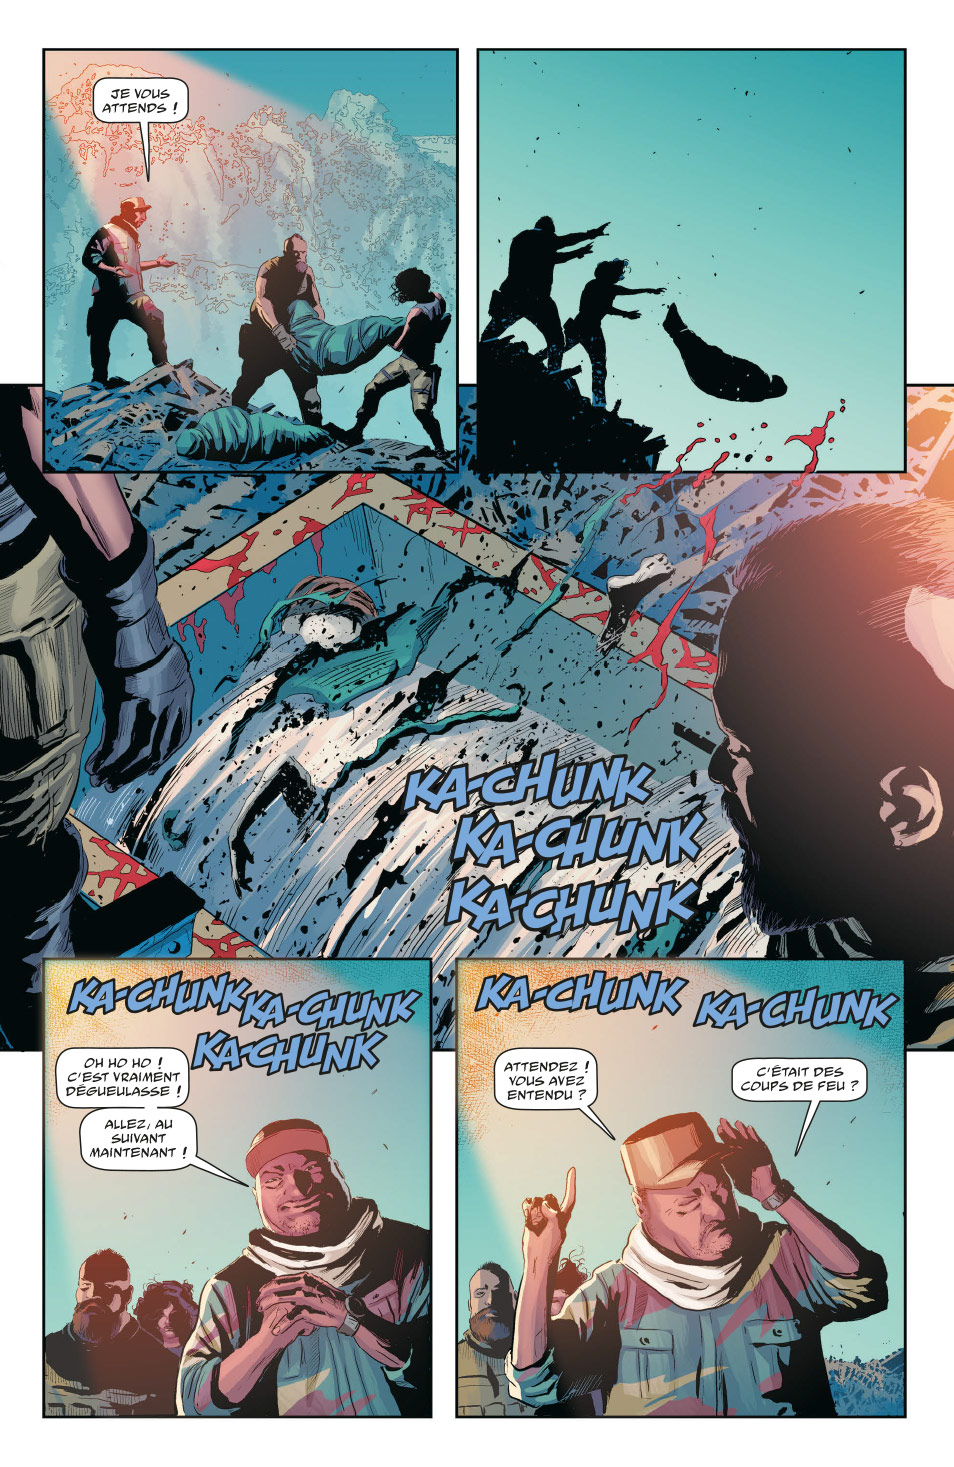 JE VOUS
ATTENDS !
KA-CHUNK
KA-CHUNK
KA-CHUNK
KA-CHUNK
KA-CHUNK
KA-CHUNK
OH HO HO !
C'EST VRAIMENT
DÉGUEULASSE !
ALLEZ, AU
SUIVANT
MAINTENANT !
KA-CHUNK
KA-CHUNK
ATTENDEZ !
VOUS AVEZ
ENTENDU ?
C'ÉTAIT DES
COUPS DE FEU ?